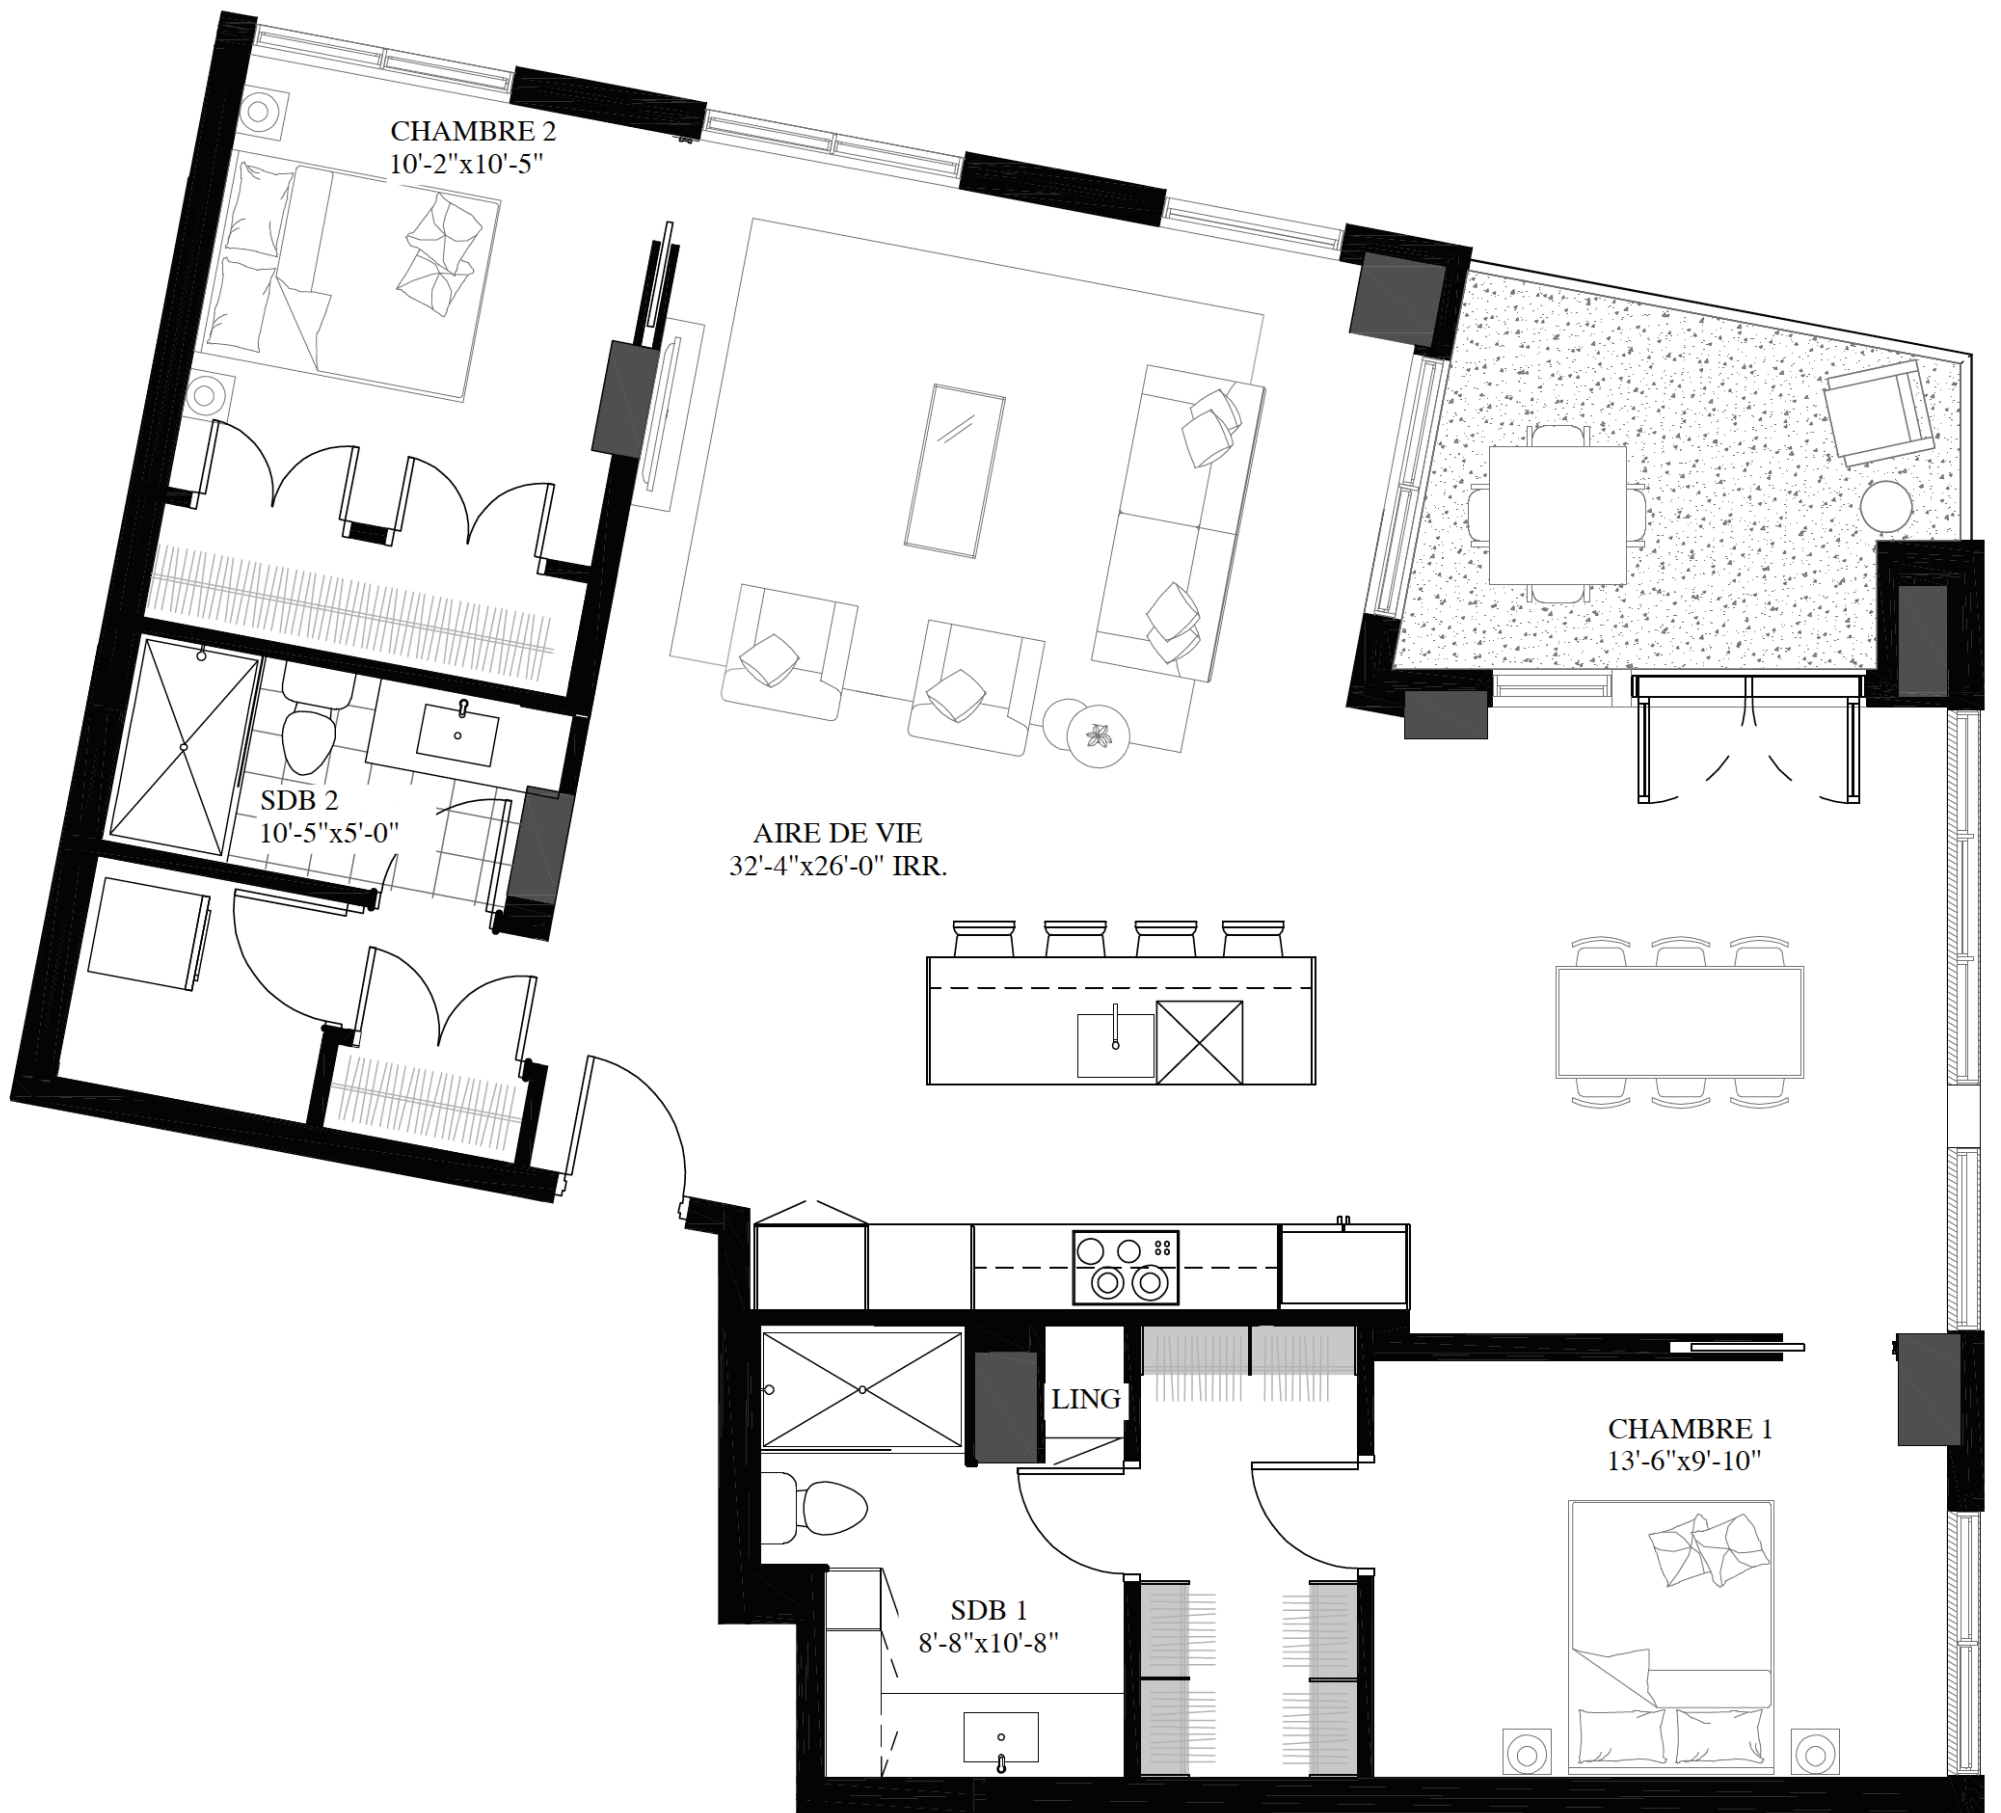 CHAMBRE 2
10'-2"x10'-5"
SDB 2
10'-5"x5'-0"
AIRE DE VIE
32'-4"x26'-0" IRR.
LING
CHAMBRE 1
13'-6"x9'-10"
SDB 1
8'-8"x10'-8"